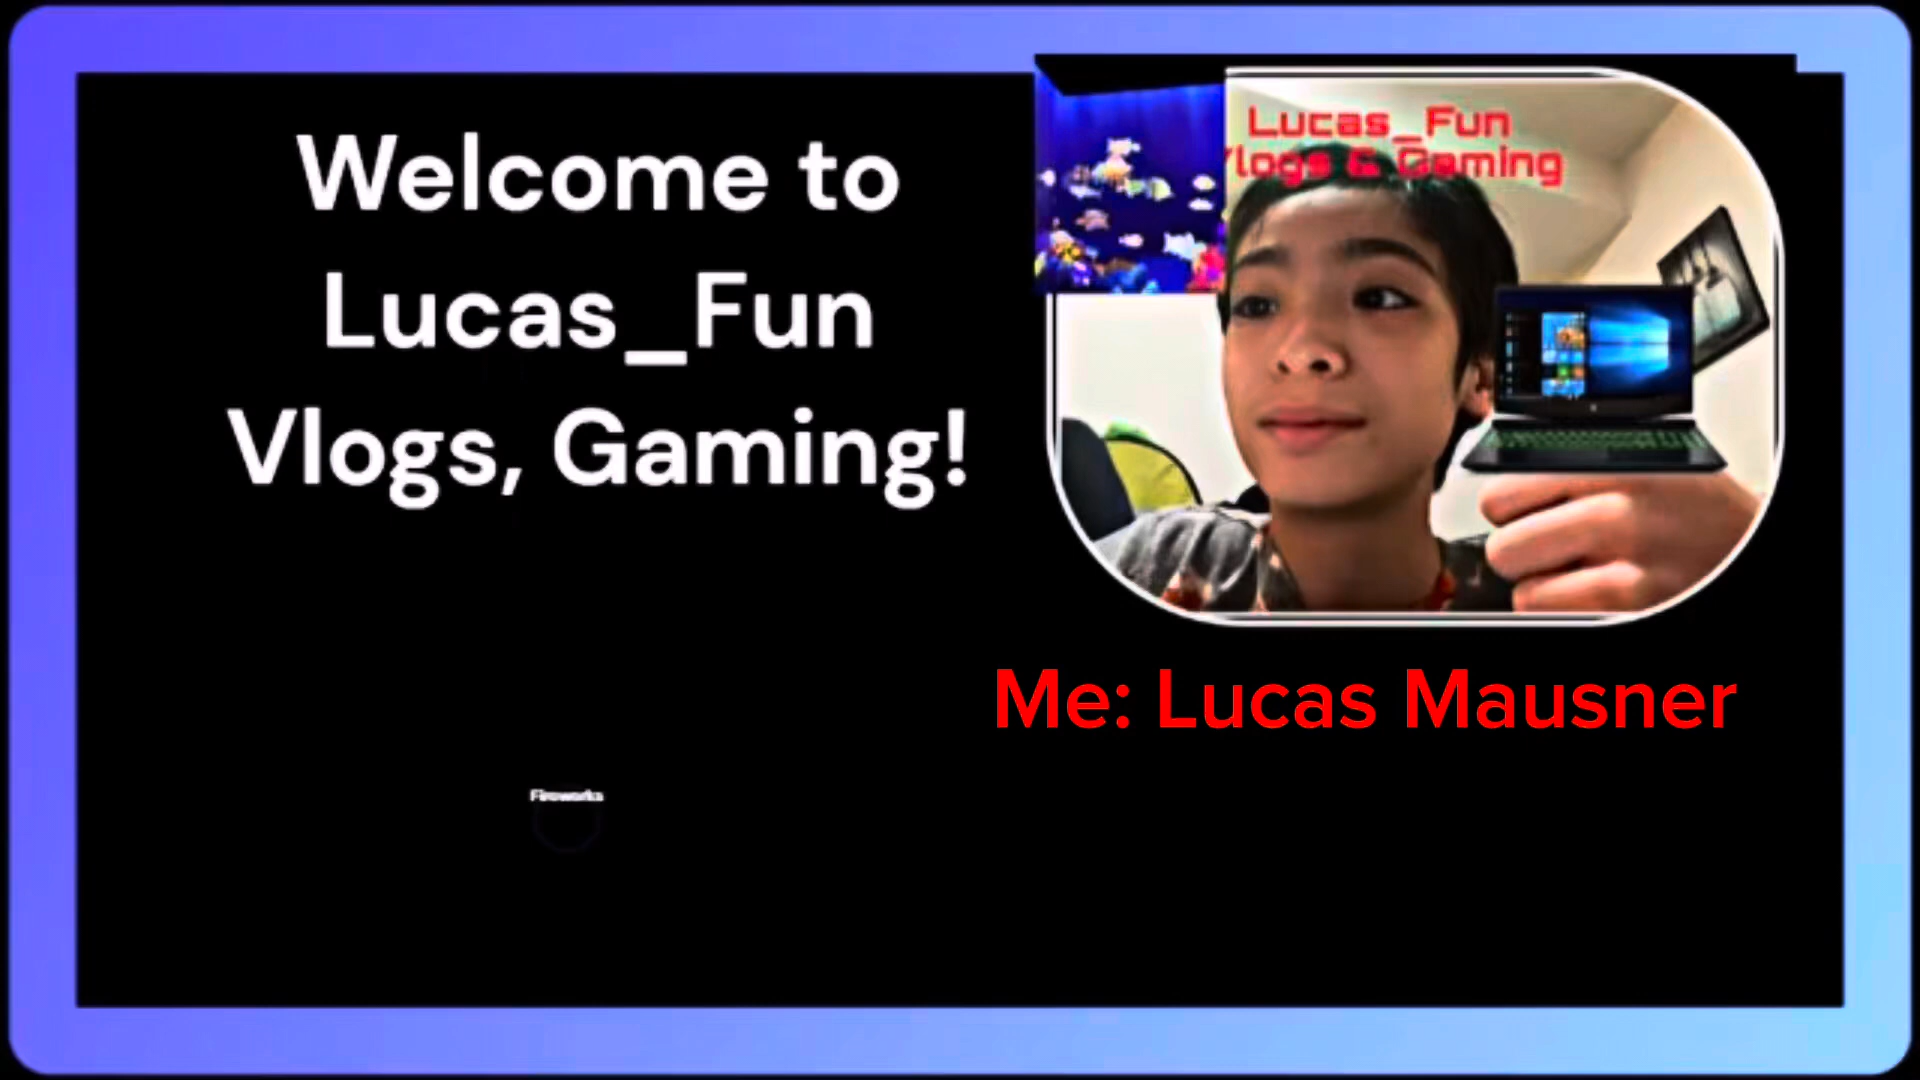 Welcome to
Lucas_Fun
Vlogs, Gaming!
Lucas_Fun
Vlogs & Gaming
Me: Lucas Mausner
Fireworks